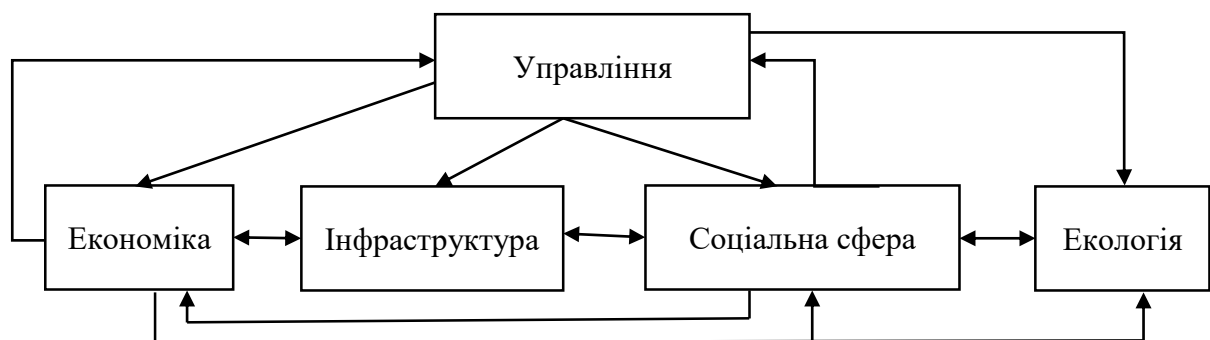 Управління
Економіка
Інфраструктура
Соціальна сфера
Екологія